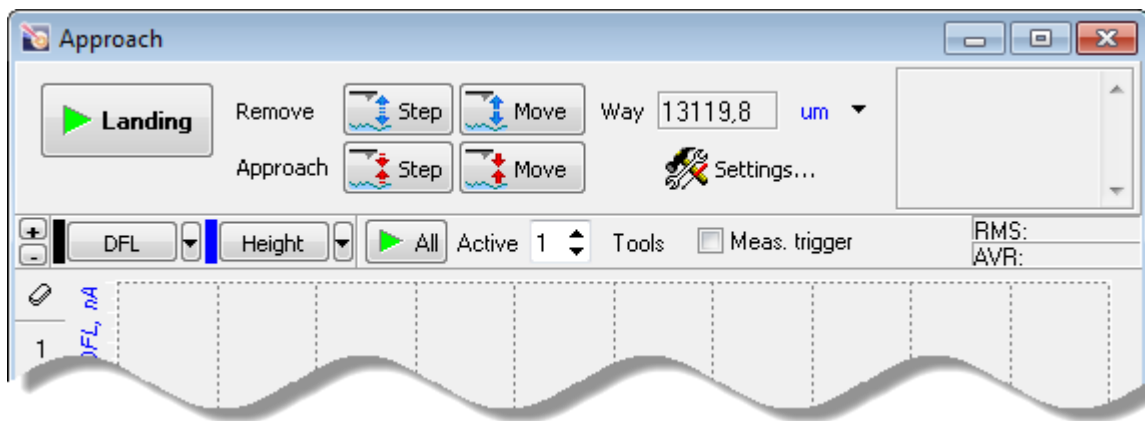 Approach
Landing
Remove Step Move Way 13119,8 um
Approach Step Move Settings...
+
- DFL Height All Active 1 Tools Meas. trigger RMS:
AVR:
DFL, nA
1